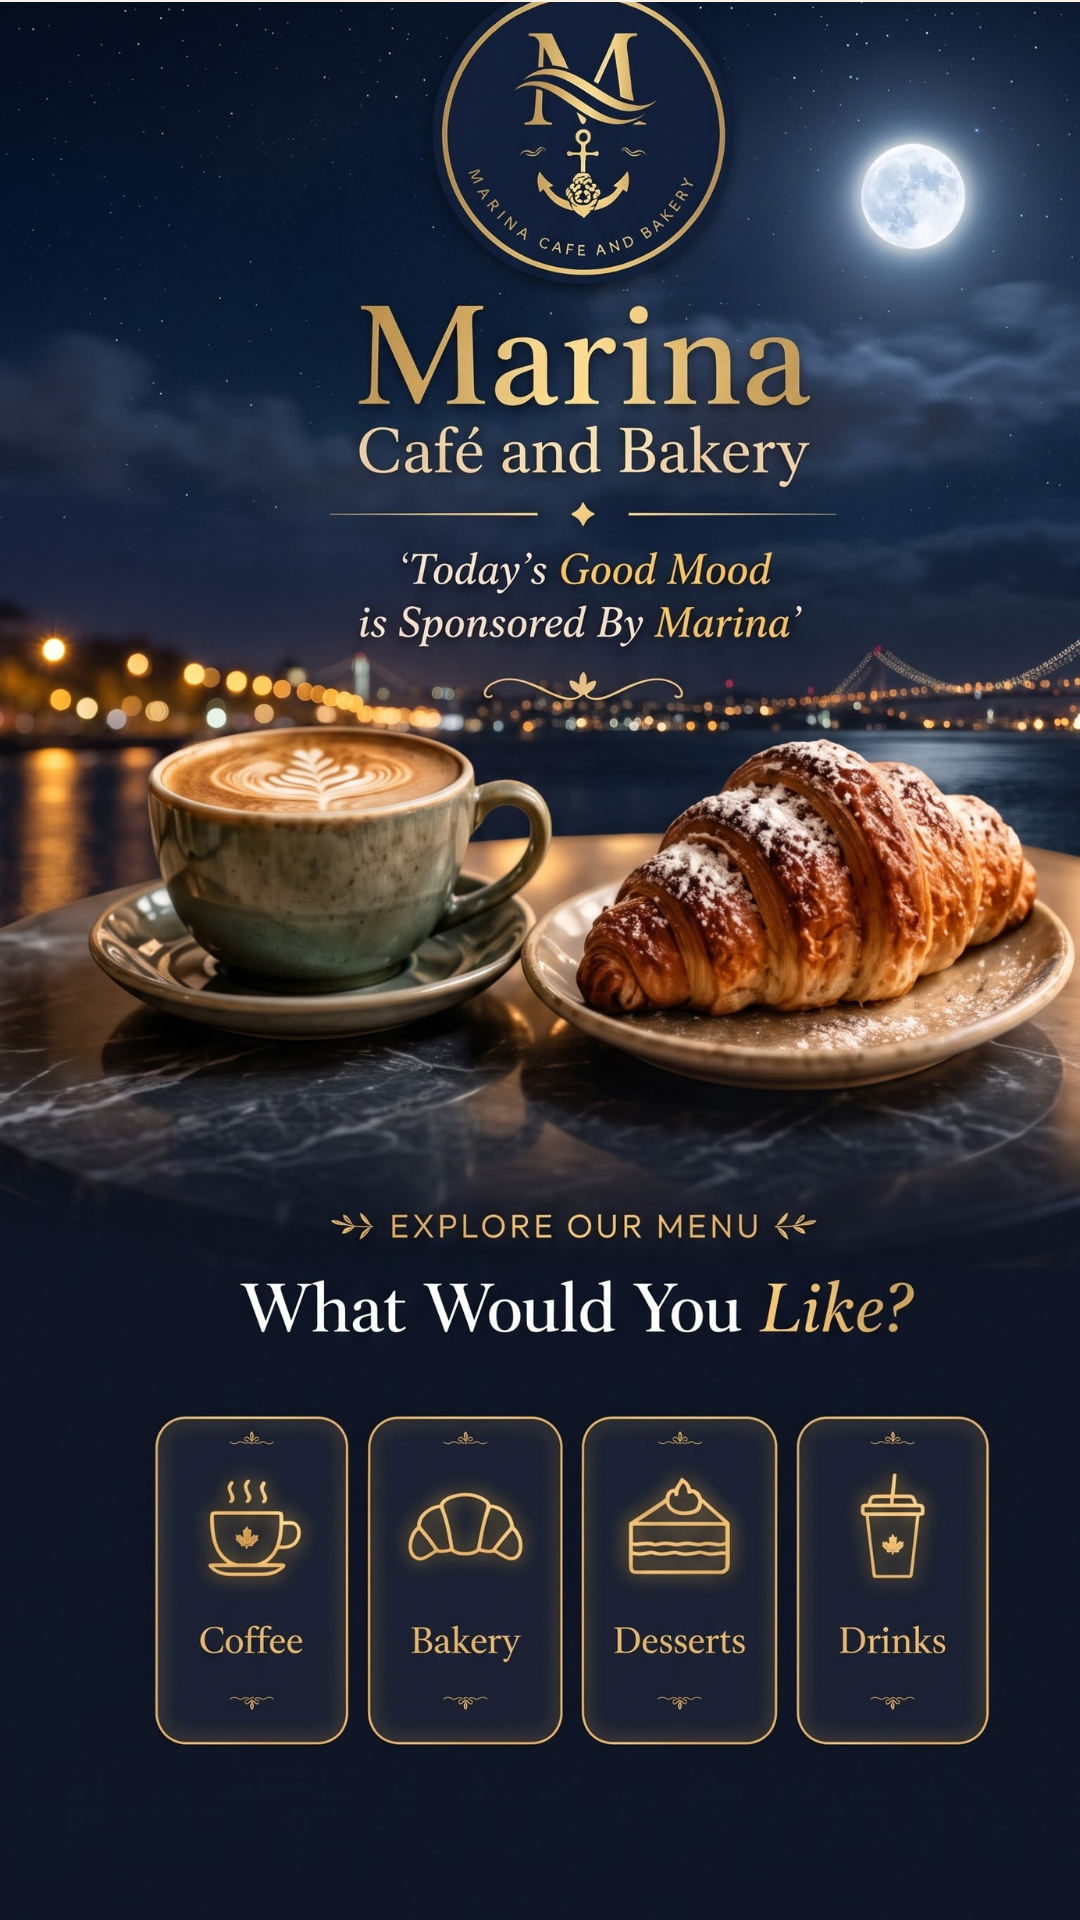 M
MARINA CAFE AND BAKERY
Marina
Café and Bakery
‘Today’s Good Mood
is Sponsored By Marina’
EXPLORE OUR MENU
What Would You Like?
Coffee
Bakery
Desserts
Drinks